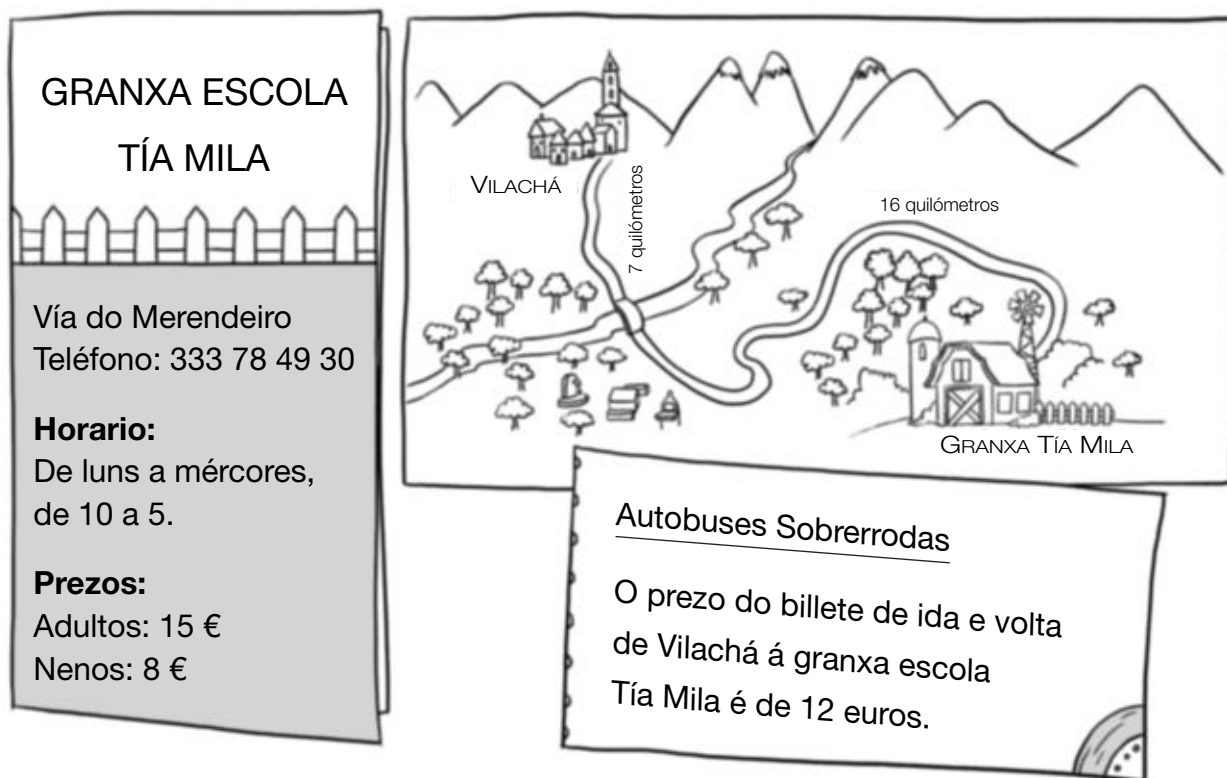 GRANXA ESCOLA
TÍA MILA
Vía do Merendeiro
Teléfono: 333 78 49 30
Horario:
De luns a mércores,
de 10 a 5.
Prezos:
Adultos: 15 €
Nenos: 8 €
VILACHÁ
7 quilómetros
16 quilómetros
GRANXA TÍA MILA
Autobuses Sobrerrodas
O prezo do billete de ida e volta
de Vilachá á granxa escola
Tía Mila é de 12 euros.